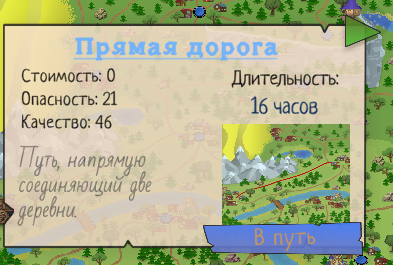 Прямая дорога
Стоимость: 0
Опасность: 21
Качество: 46
Путь, напрямую
соединяющий две
деревни.
Длительность:
16 часов
В путь